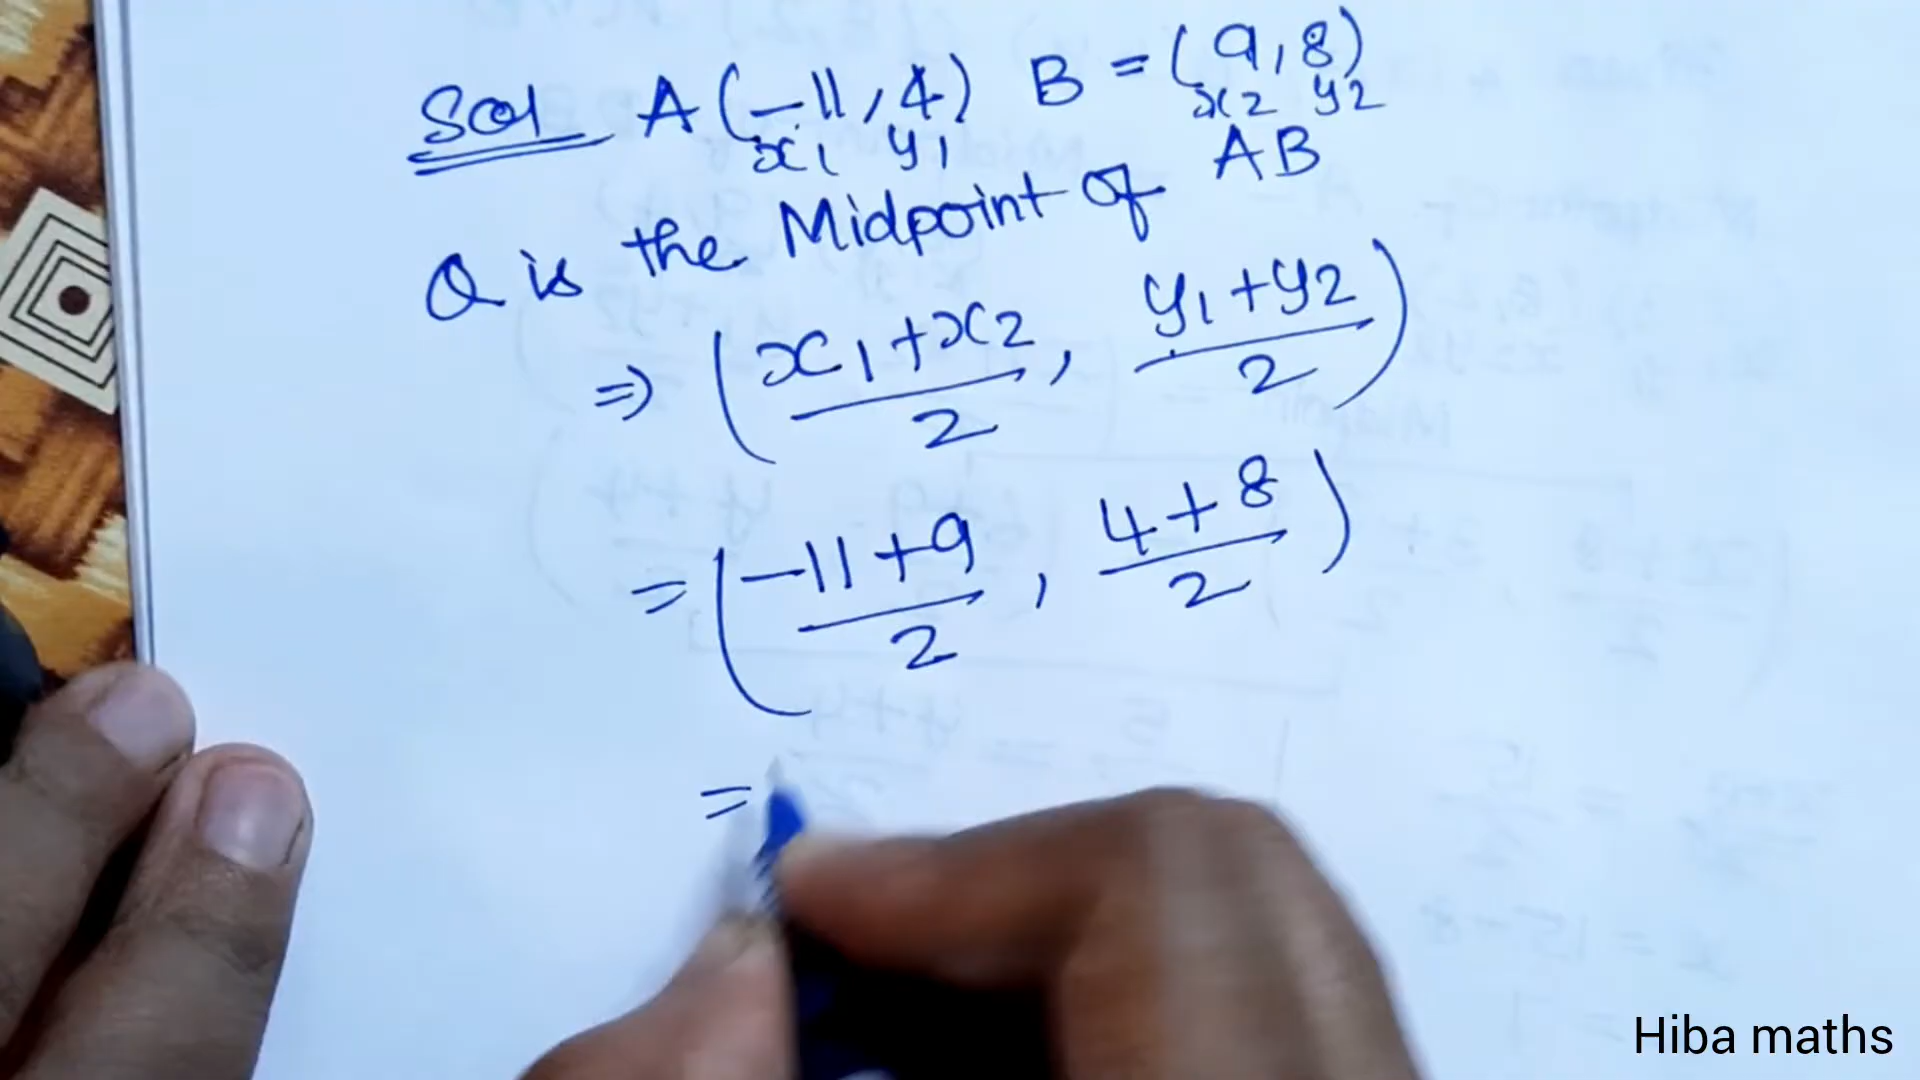 Sol A(-11, 4) B = (9, 8)
x1 y1 x2 y2
Q is the Midpoint of AB
=> (x1+x2/2, y1+y2/2)
= (-11+9/2, 4+8/2)
=
Hiba maths